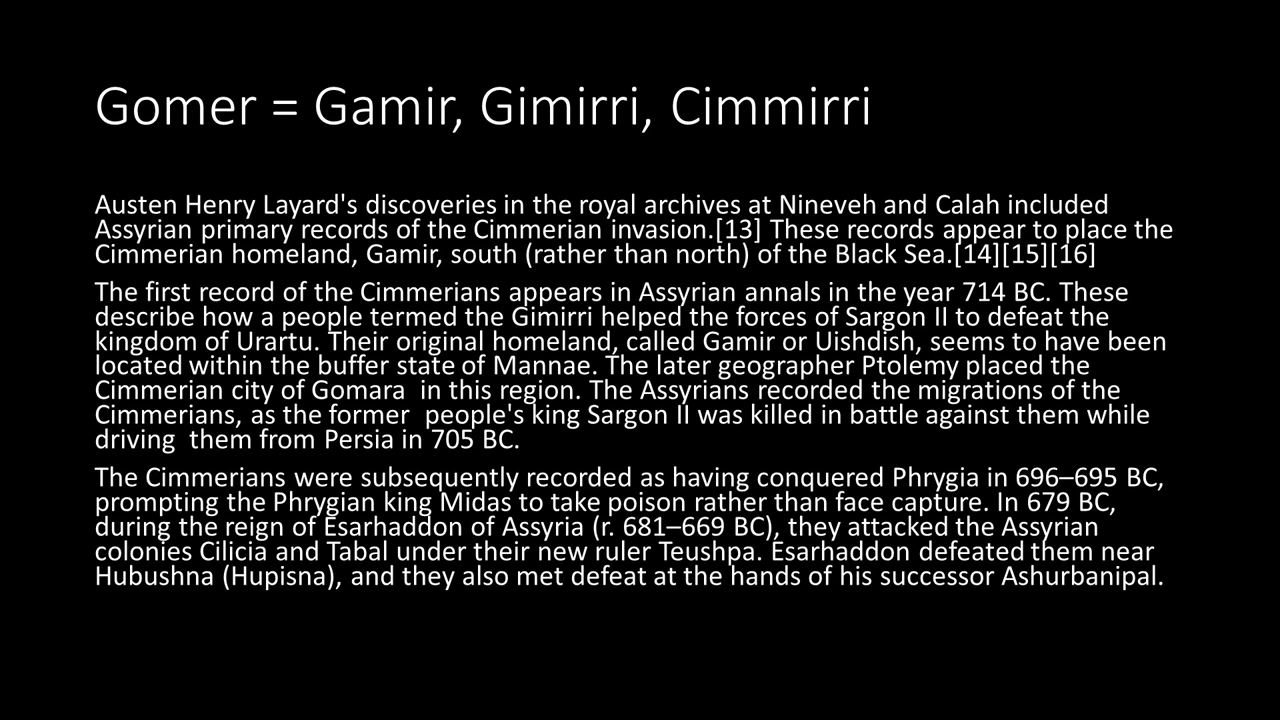 Gomer = Gamir, Gimirri, Cimmirri
Austen Henry Layard's discoveries in the royal archives at Nineveh and Calah included
Assyrian primary records of the Cimmerian invasion.[13] These records appear to place the
Cimmerian homeland, Gamir, south (rather than north) of the Black Sea.[14][15][16]
The first record of the Cimmerians appears in Assyrian annals in the year 714 BC. These
describe how a people termed the Gimirri helped the forces of Sargon II to defeat the
kingdom of Urartu. Their original homeland, called Gamir or Uishdish, seems to have been
located within the buffer state of Mannae. The later geographer Ptolemy placed the
Cimmerian city of Gomara  in this region. The Assyrians recorded the migrations of the
Cimmerians, as the former  people's king Sargon II was killed in battle against them while
driving  them from Persia in 705 BC.
The Cimmerians were subsequently recorded as having conquered Phrygia in 696–695 BC,
prompting the Phrygian king Midas to take poison rather than face capture. In 679 BC,
during the reign of Esarhaddon of Assyria (r. 681–669 BC), they attacked the Assyrian
colonies Cilicia and Tabal under their new ruler Teushpa. Esarhaddon defeated them near
Hubushna (Hupisna), and they also met defeat at the hands of his successor Ashurbanipal.